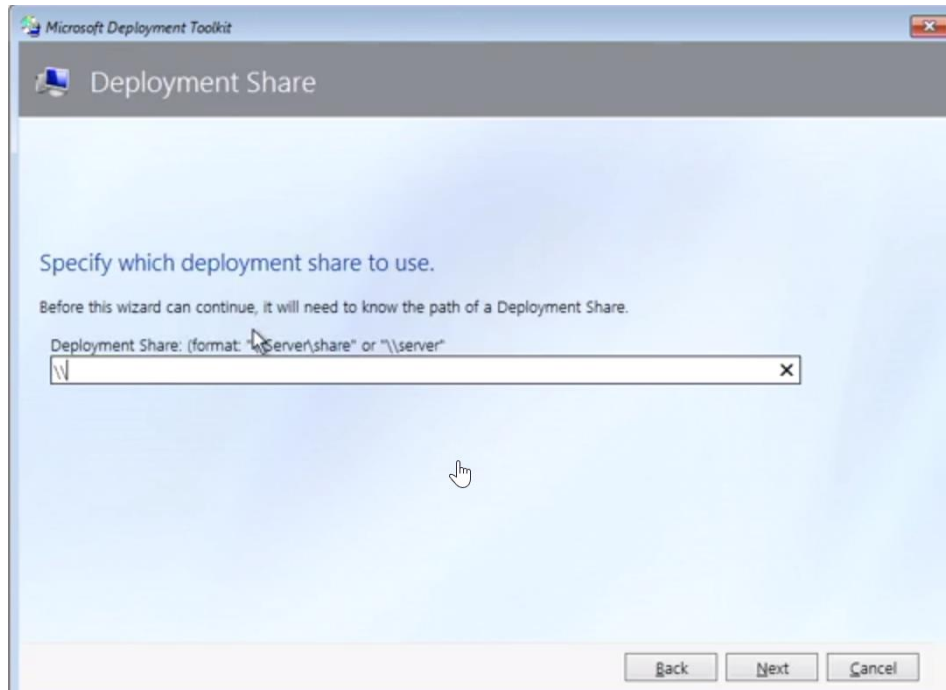 Microsoft Deployment Toolkit
Deployment Share
Specify which deployment share to use.
Before this wizard can continue, it will need to know the path of a Deployment Share.
Deployment Share: (format: "\\Server\share" or "\\server"
\\
Back
Next
Cancel